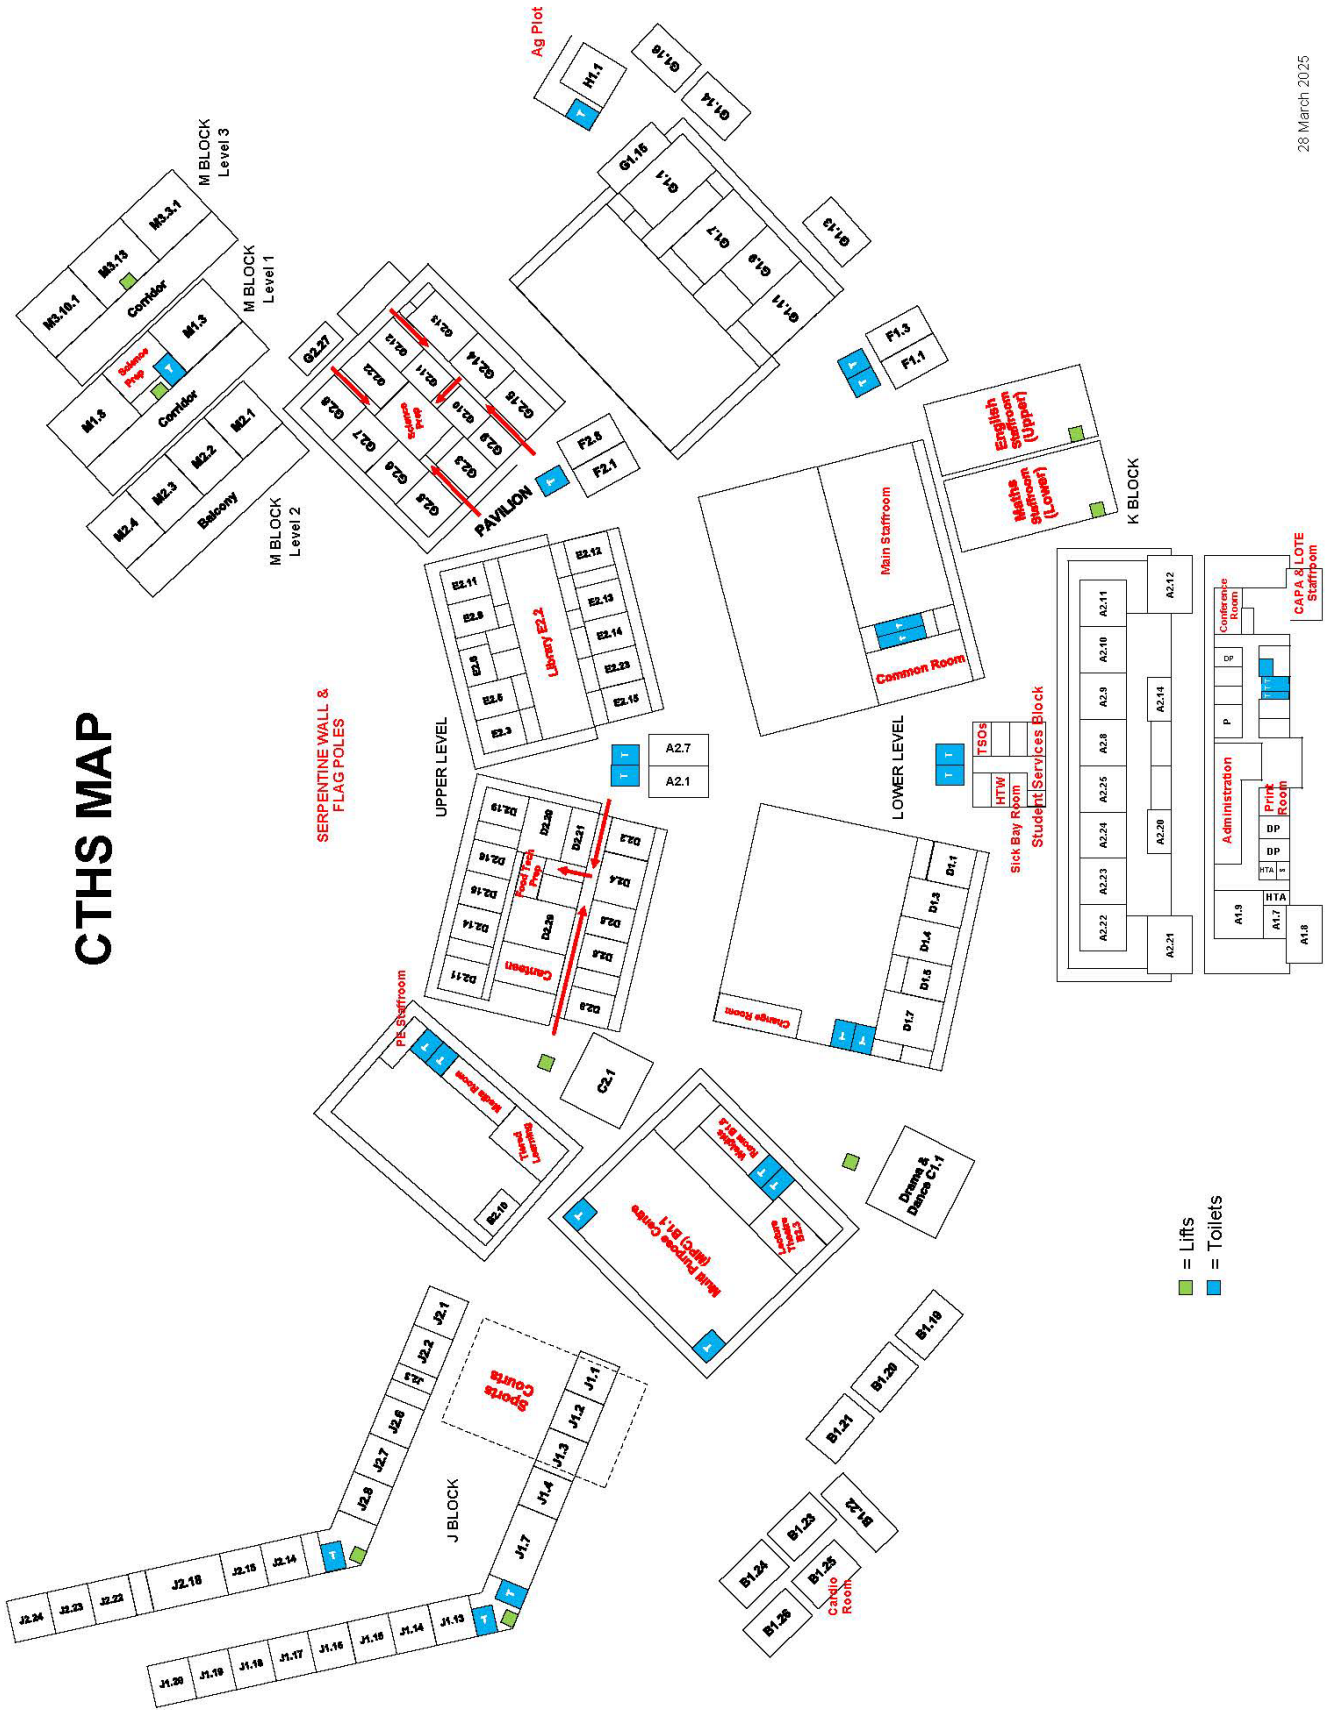 CTHS MAP
28 March 2025
SERPENTINE WALL &
FLAG POLES
UPPER LEVEL
LOWER LEVEL
M BLOCK
Level 3
M3.10.1
M3.13
M3.3.1
Corridor
M BLOCK
Level 1
M1.8
Science
Prep
T
M1.3
Corridor
M BLOCK
Level 2
M2.4
M2.3
M2.2
M2.1
Balcony
Ag Plot
H1.1
T
G1.16
G1.14
G1.15
G1.1
G1.7
G1.9
G1.11
G1.13
G2.27
G2.8
G2.22
G2.12
G2.13
G2.7
G2.11
G2.14
G2.6
Science
Prep
G2.10
G2.15
G2.5
G2.3
G2.9
PAVILION
T
F2.5
F2.1
T
T
F1.3
F1.1
English
Staffroom
(Upper)
Maths
Staffroom
(Lower)
K BLOCK
E2.11
E2.12
E2.13
E2.14
E2.23
E2.15
E2.5
E2.3
Library E2.2
T
T
A2.7
A2.1
Main Staffroom
T
T
Common Room
T
T
TSOs
HTW
Sick Bay Room
Student Services Block
A2.12
A2.11
A2.10
A2.9
A2.8
A2.25
A2.24
A2.23
A2.22
A2.14
A2.20
A2.21
Conference
Room
CAPA & LOTE
Staffroom
DP
P
T
T
T
Administration
Print
Room
DP
DP
HTA
S
HTA
A1.9
A1.7
A1.8
D2.19
D2.16
D2.15
D2.14
D2.11
D2.20
D2.21
Food Tech
Prep
D2.29
Canteen
D2.2
D2.4
D2.5
D2.9
D1.1
D1.3
D1.4
D1.5
D1.7
Change Room
T
T
PE Staffroom
T
T
Media Room
Tiered
Learning
B2.10
C2.1
Multi Purpose Centre
(MPC) B1.1
T
T
T
T
Weights
Room B1.5
Lecture
Theatre
B2.3
Drama &
Dance C1.1
= Lifts
= Toilets
J2.1
J2.2
J2.6
J2.7
J2.8
T
J2.14
J2.15
J2.18
J2.22
J2.23
J2.24
J BLOCK
Sports
Courts
J1.1
J1.2
J1.3
J1.4
J1.7
T
T
J1.13
J1.14
J1.15
J1.16
J1.17
J1.18
J1.19
J1.20
B1.19
B1.20
B1.21
B1.22
B1.23
B1.24
B1.25
Cardio
Room
B1.26